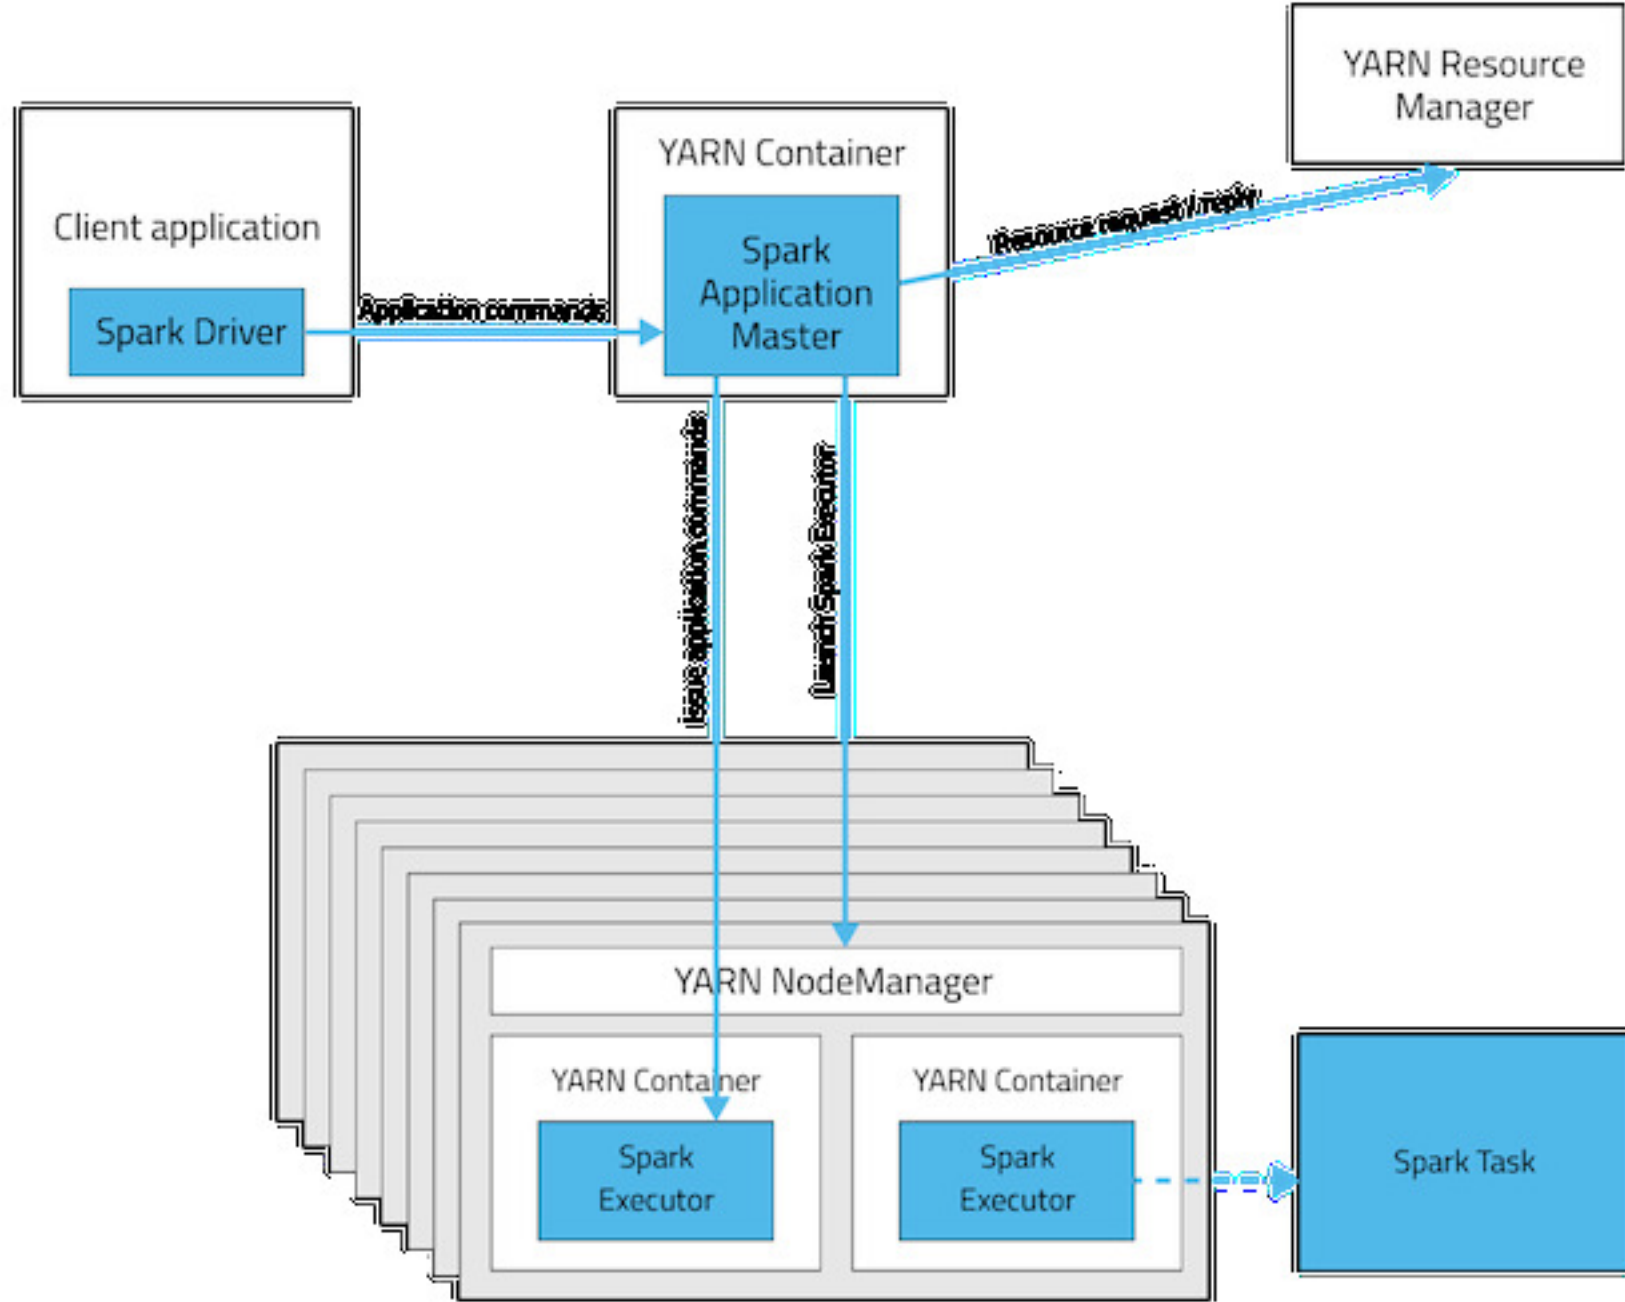 YARN Resource
Manager
YARN Container
Client application
Spark
Application
Master
Spark Driver
Application commands
Resource request / reply
Issue application commands
Launch Spark Executor
YARN NodeManager
YARN Container
YARN Container
Spark
Executor
Spark
Executor
Spark Task